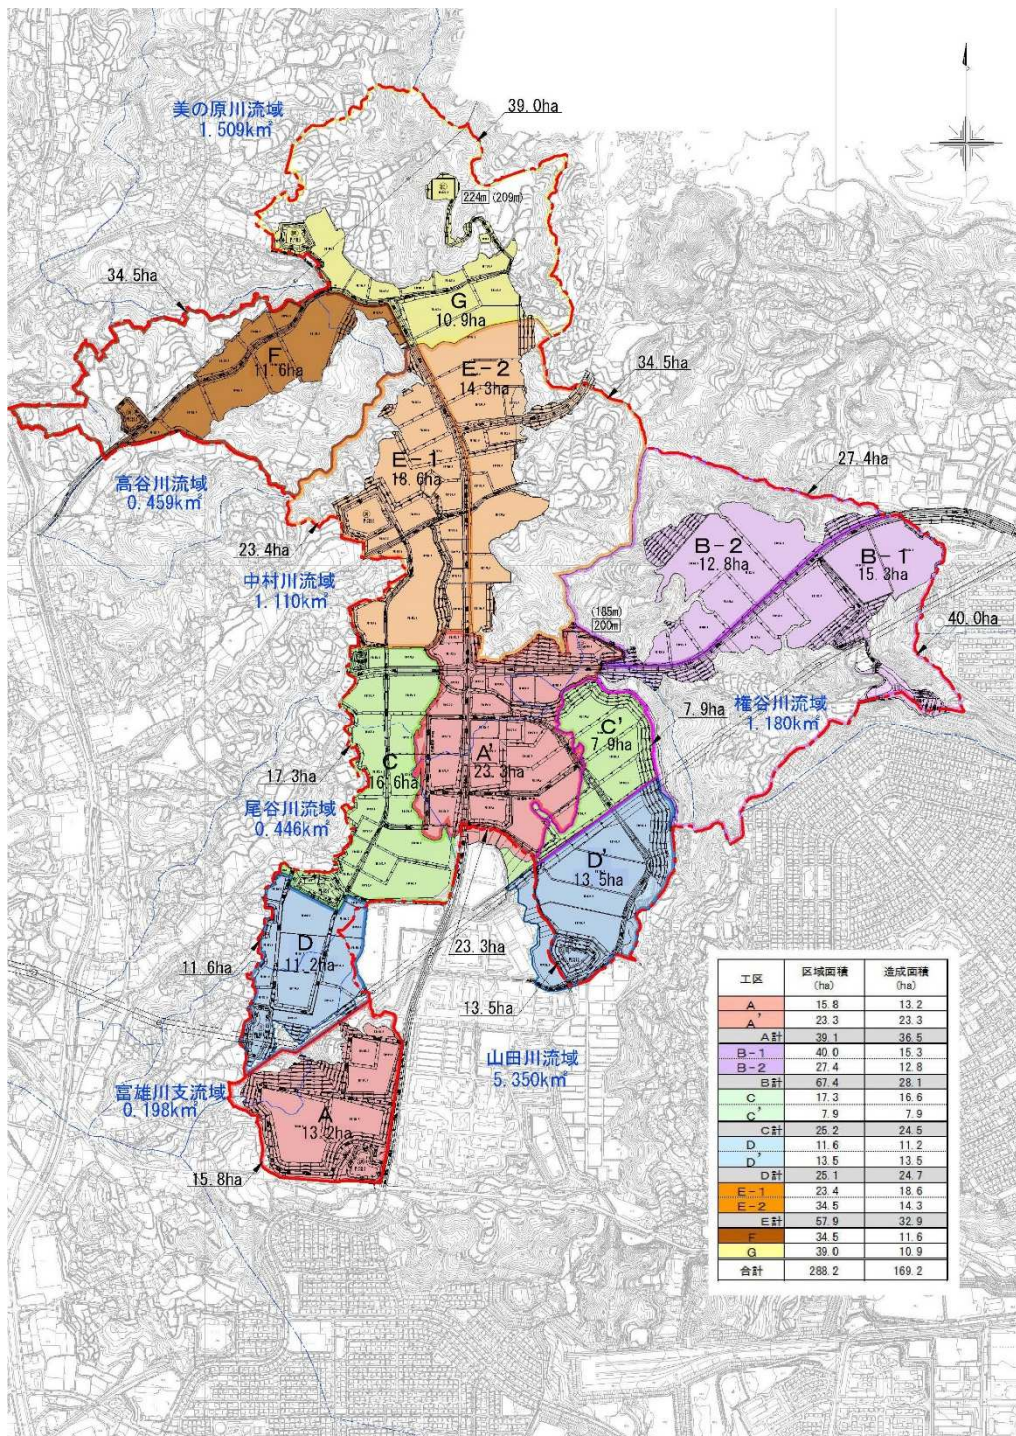 39.0ha
美の原川流域
1.509km²
224m (209m)
34.5ha
G
10.9ha
F
11.6ha
E-2
14.3ha
34.5ha
27.4ha
E-1
18.6ha
高谷川流域
0.459km²
23.4ha
B-2
12.8ha
B-1
15.3ha
中村川流域
1.110km²
(185m)
200m
40.0ha
7.9ha
権谷川流域
1.180km²
C'
7.9ha
A'
23.3ha
C
16.6ha
17.3ha
尾谷川流域
0.446km²
D'
13.5ha
D
11.2ha
11.6ha
23.3ha
13.5ha
山田川流域
5.350km²
富雄川支流域
0.198km²
A
13.2ha
15.8ha
工区 区域面積(ha) 造成面積(ha)
A 15.8 13.2
A' 23.3 23.3
A計 39.1 36.5
B-1 40.0 15.3
B-2 27.4 12.8
B計 67.4 28.1
C 17.3 16.6
C' 7.9 7.9
C計 25.2 24.5
D 11.6 11.2
D' 13.5 13.5
D計 25.1 24.7
E-1 23.4 18.6
E-2 34.5 14.3
E計 57.9 32.9
F 34.5 11.6
G 39.0 10.9
合計 288.2 169.2